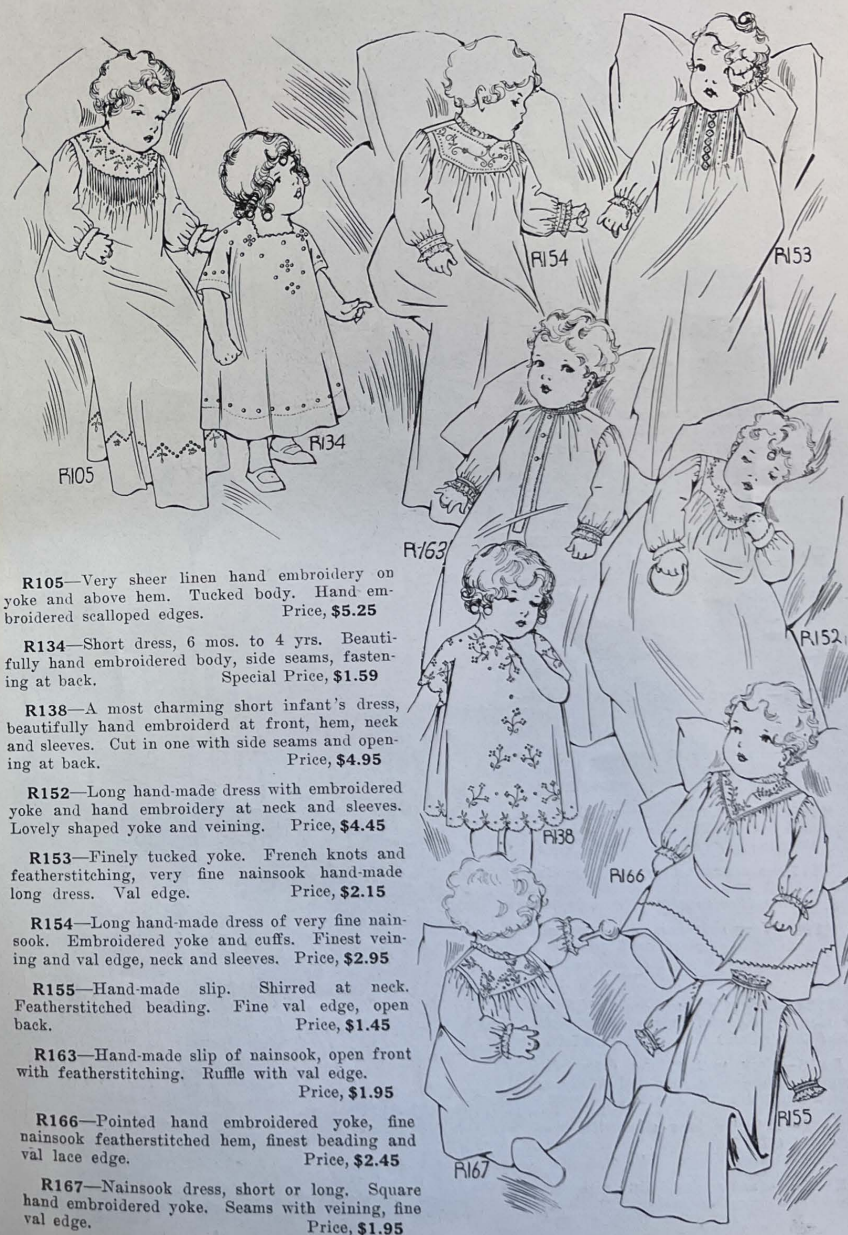 R154
R153
R134
R105
R163
R152
R138
R166
R155
R167
R105—Very sheer linen hand embroidery on
yoke and above hem. Tucked body. Hand em-
broidered scalloped edges. Price, $5.25
R134—Short dress, 6 mos. to 4 yrs. Beauti-
fully hand embroidered body, side seams, fasten-
ing at back. Special Price, $1.59
R138—A most charming short infant's dress,
beautifully hand embroiderd at front, hem, neck
and sleeves. Cut in one with side seams and open-
ing at back. Price, $4.95
R152—Long hand-made dress with embroidered
yoke and hand embroidery at neck and sleeves.
Lovely shaped yoke and veining. Price, $4.45
R153—Finely tucked yoke. French knots and
featherstitching, very fine nainsook hand-made
long dress. Val edge. Price, $2.15
R154—Long hand-made dress of very fine nain-
sook. Embroidered yoke and cuffs. Finest vein-
ing and val edge, neck and sleeves. Price, $2.95
R155—Hand-made slip. Shirred at neck.
Featherstitched beading. Fine val edge, open
back. Price, $1.45
R163—Hand-made slip of nainsook, open front
with featherstitching. Ruffle with val edge.
Price, $1.95
R166—Pointed hand embroidered yoke, fine
nainsook featherstitched hem, finest beading and
val lace edge. Price, $2.45
R167—Nainsook dress, short or long. Square
hand embroidered yoke. Seams with veining, fine
val edge. Price, $1.95